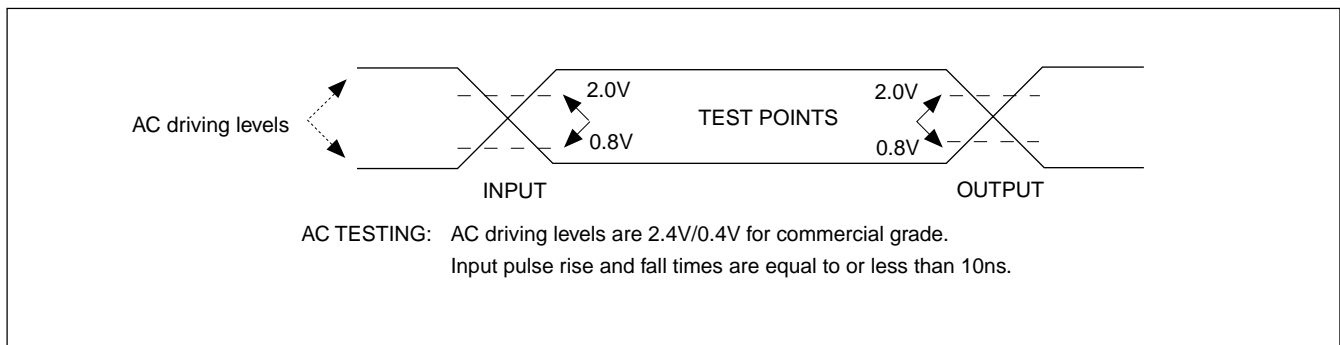 2.0V
2.0V
AC driving levels
TEST POINTS
0.8V
0.8V
INPUT
OUTPUT
AC TESTING: AC driving levels are 2.4V/0.4V for commercial grade.
Input pulse rise and fall times are equal to or less than 10ns.